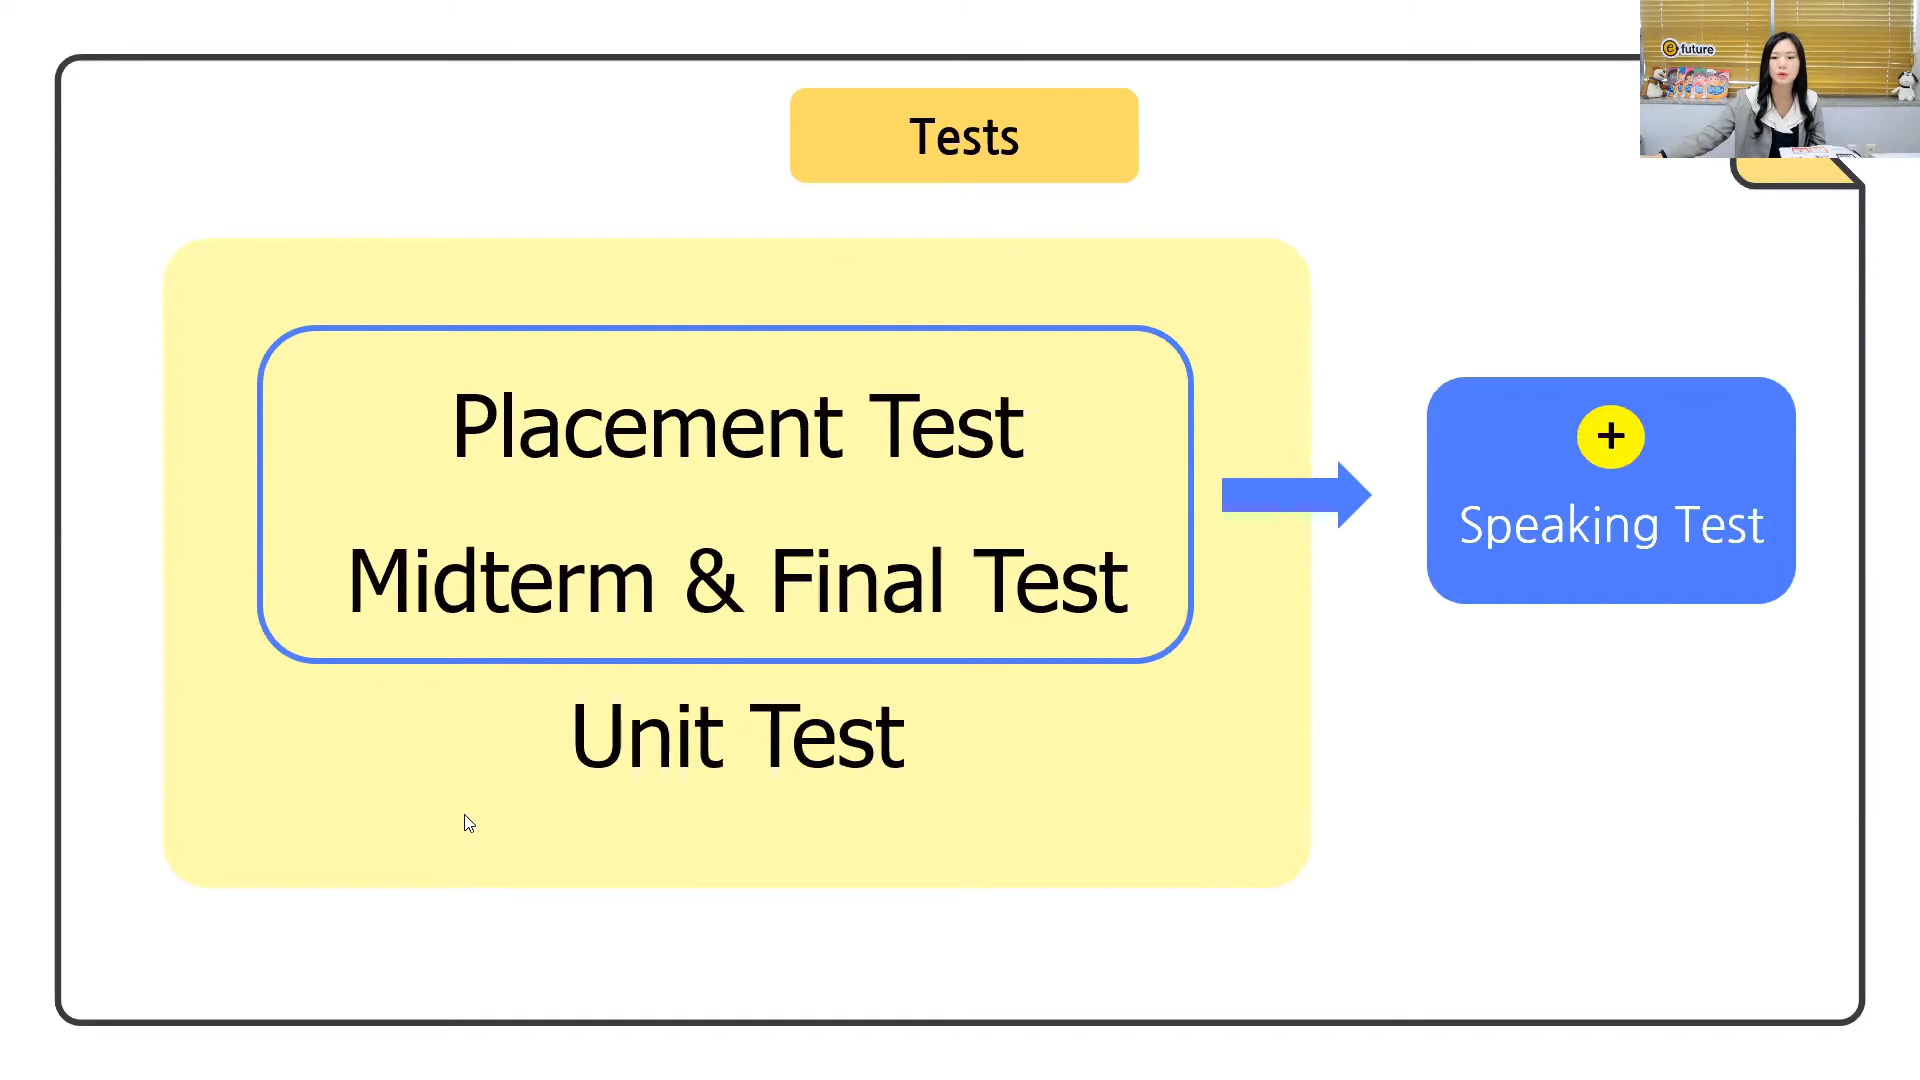 e future
Tests
Placement Test
Midterm & Final Test
Unit Test
+
Speaking Test